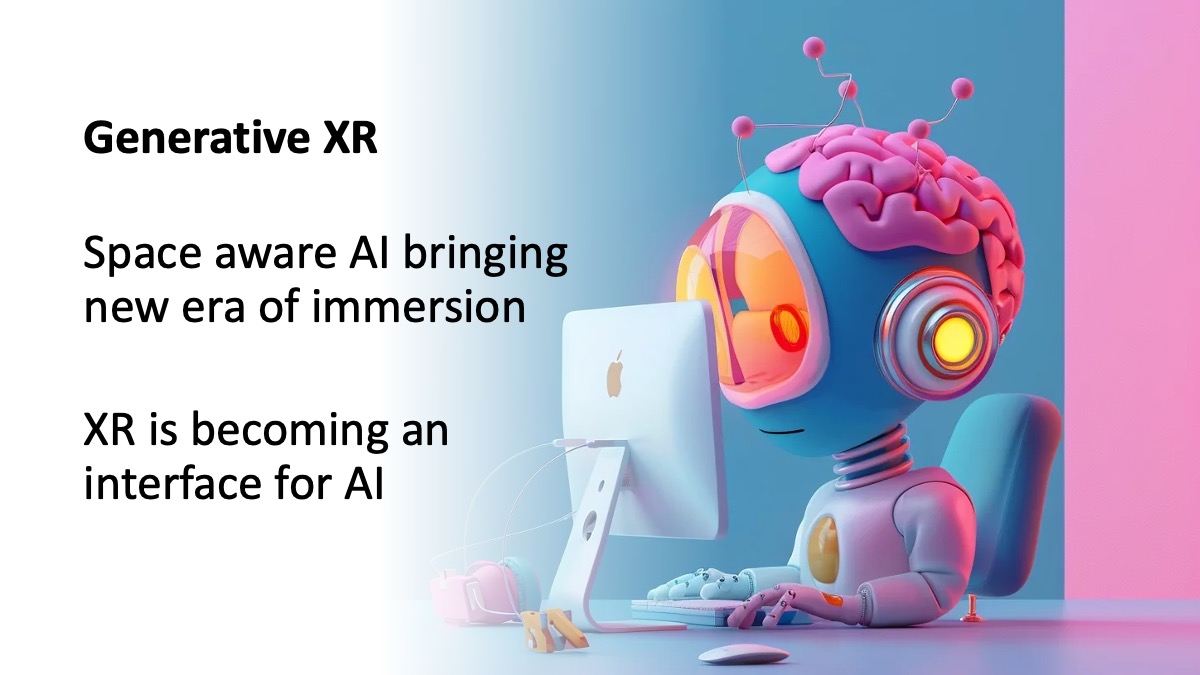 Generative XR
Space aware AI bringing
new era of immersion
XR is becoming an
interface for AI